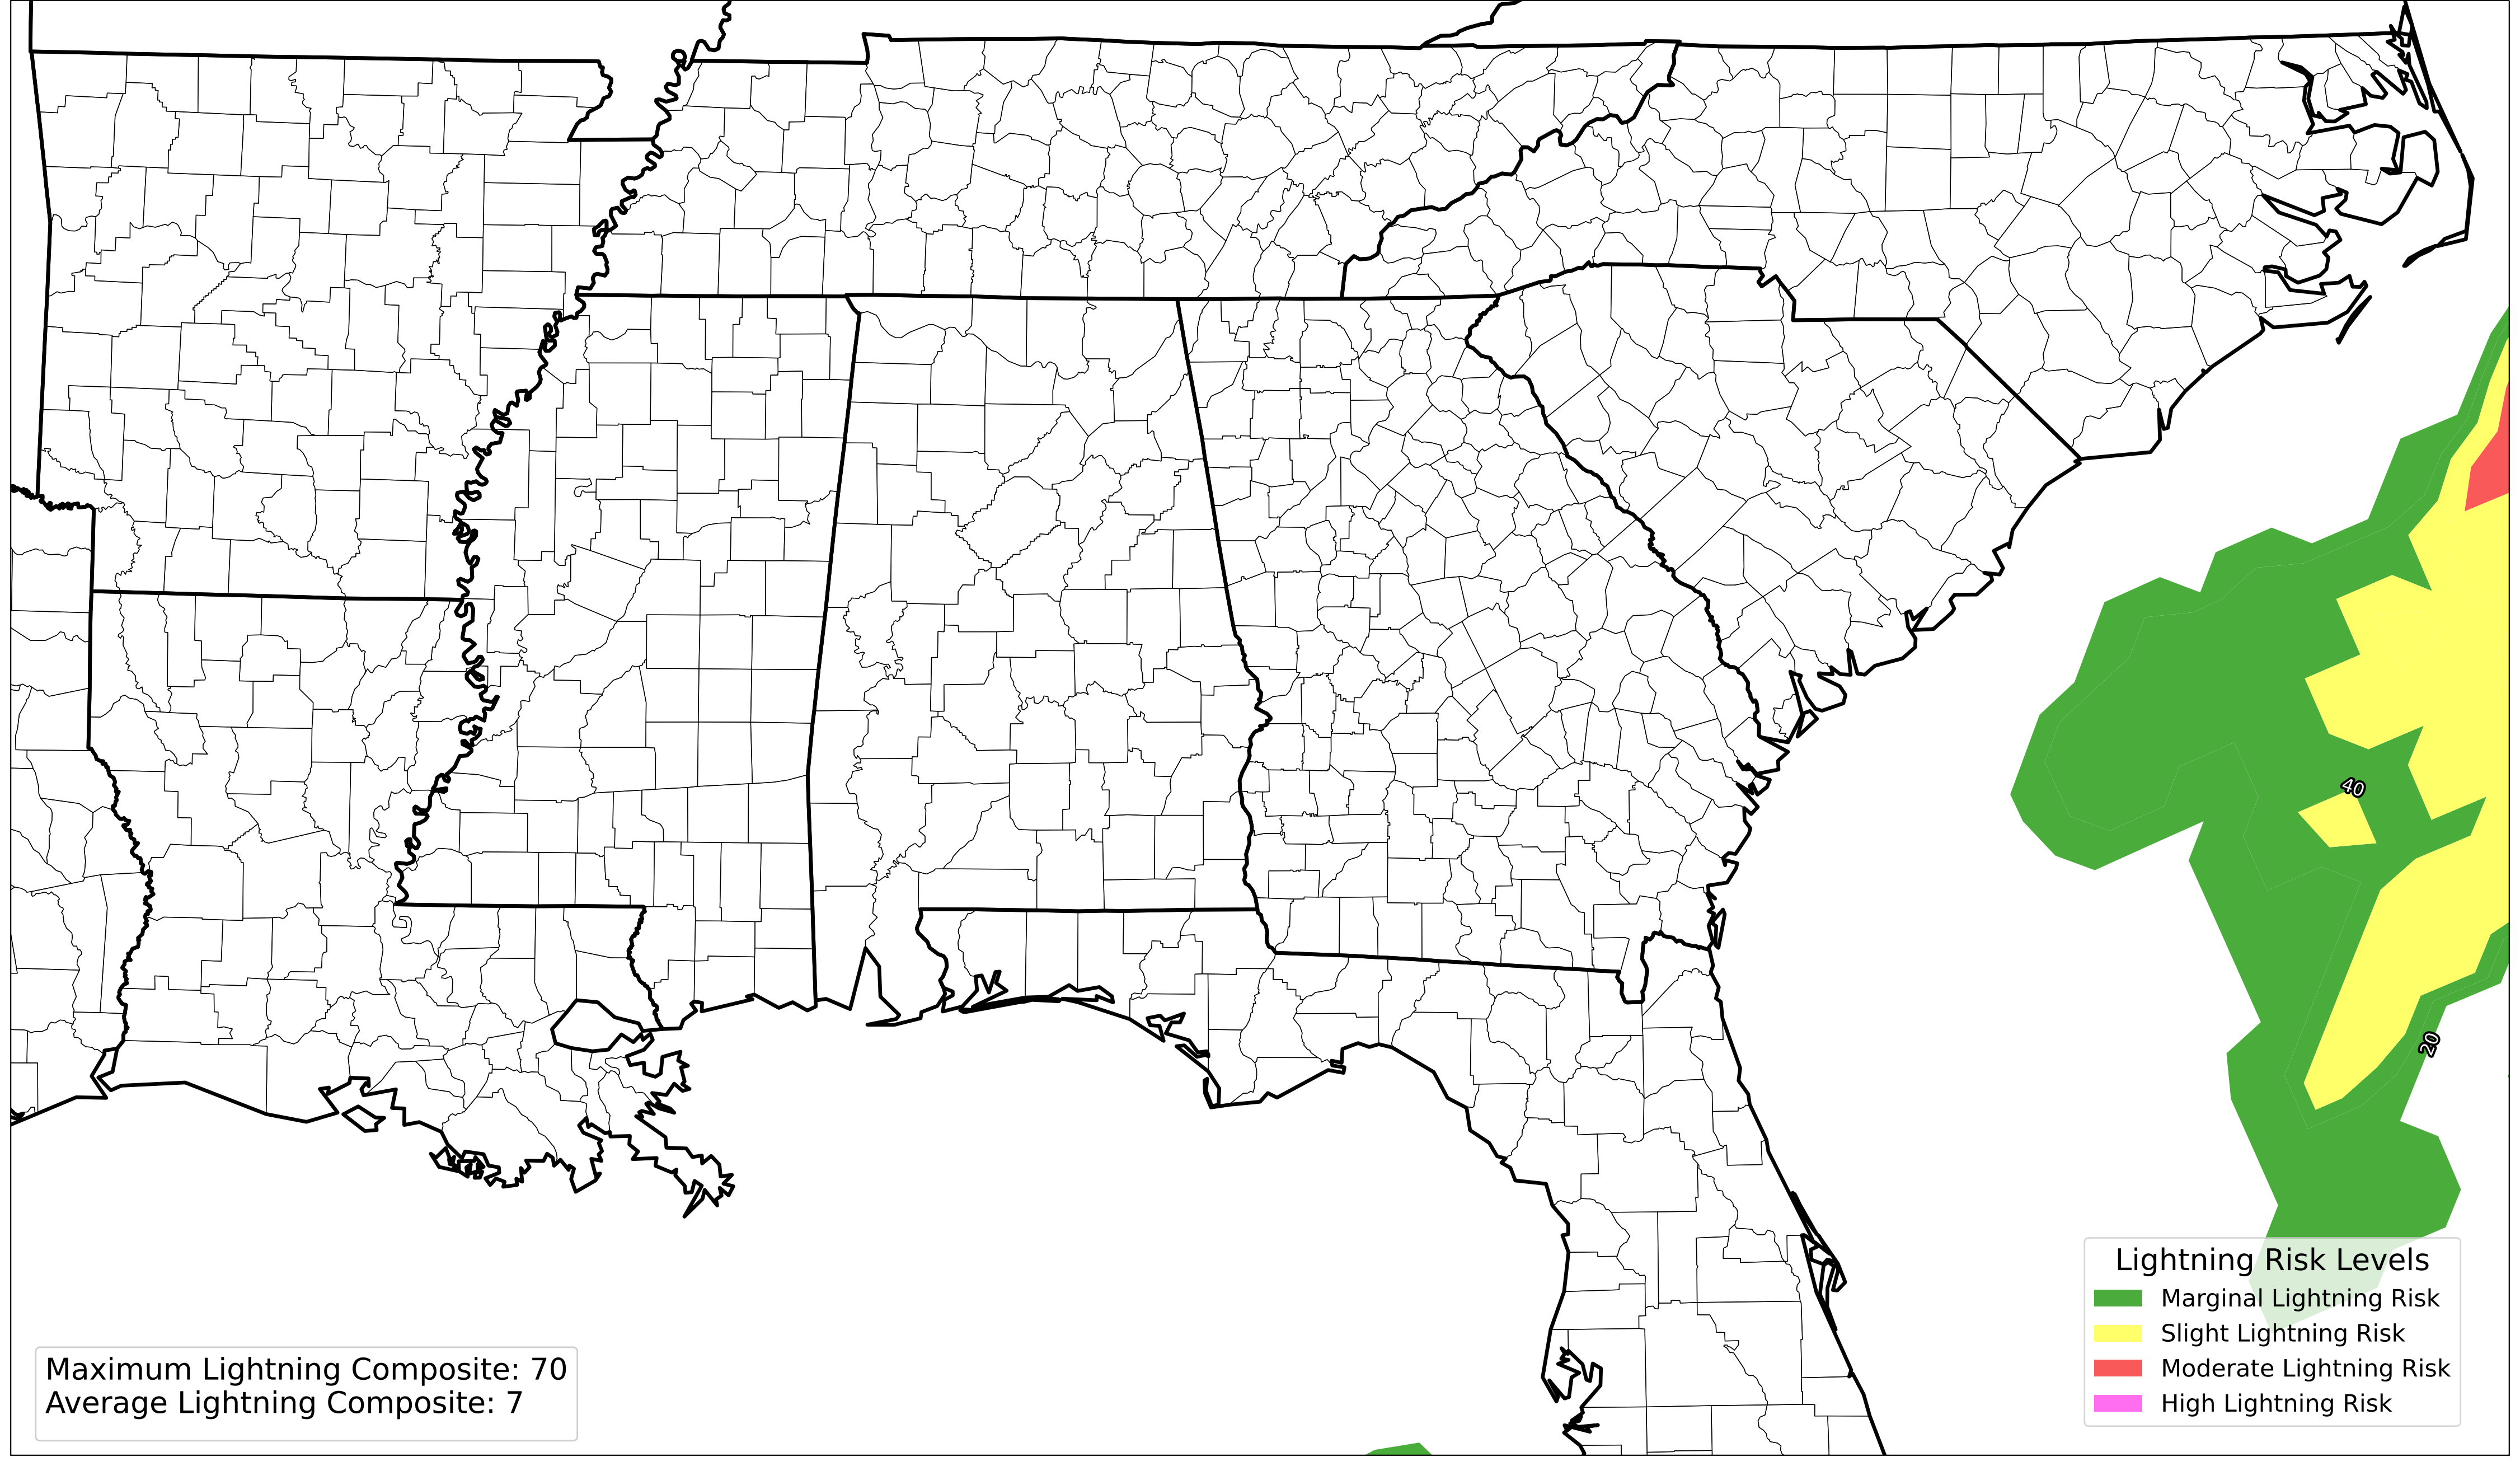 40
20
Lightning Risk Levels
Marginal Lightning Risk
Slight Lightning Risk
Moderate Lightning Risk
High Lightning Risk
Maximum Lightning Composite: 70
Average Lightning Composite: 7